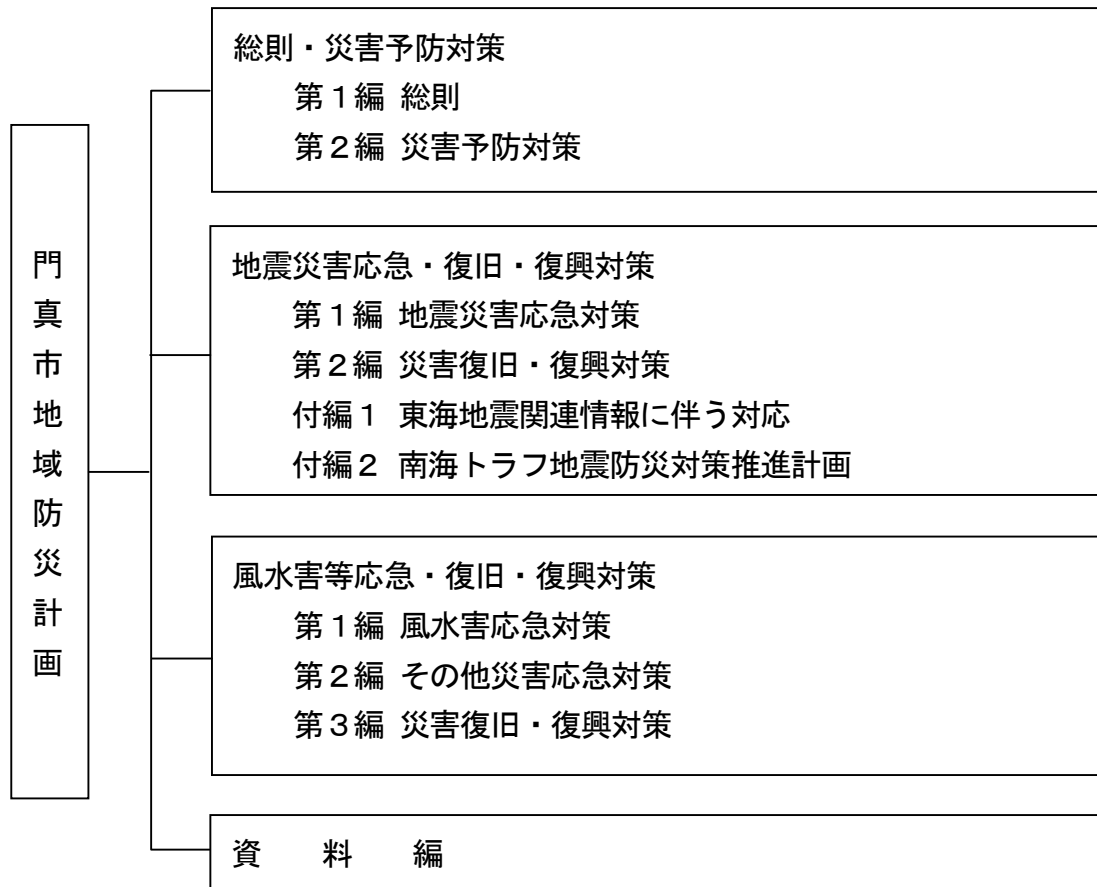 門真市地域防災計画
総則・災害予防対策
第１編 総則
第２編 災害予防対策
地震災害応急・復旧・復興対策
第１編 地震災害応急対策
第２編 災害復旧・復興対策
付編１ 東海地震関連情報に伴う対応
付編２ 南海トラフ地震防災対策推進計画
風水害等応急・復旧・復興対策
第１編 風水害応急対策
第２編 その他災害応急対策
第３編 災害復旧・復興対策
資　料　編